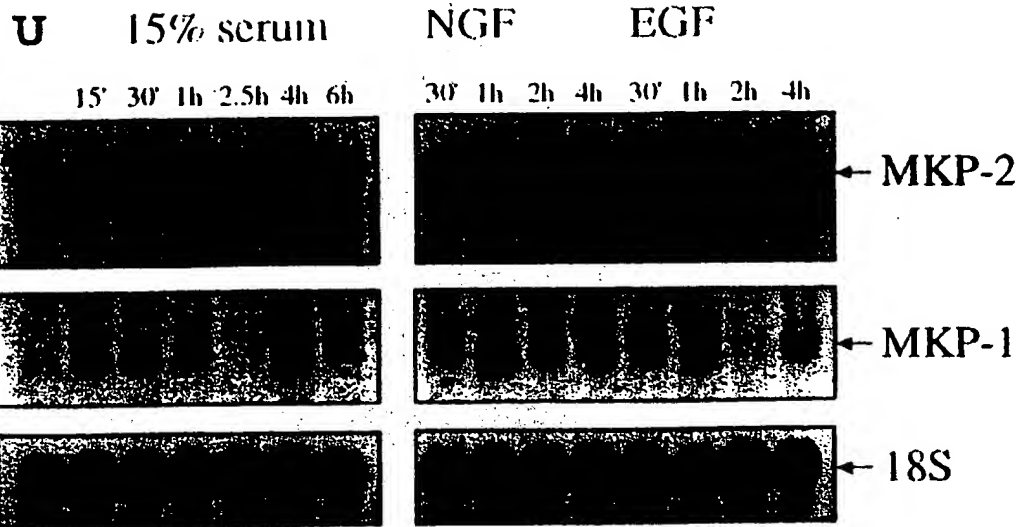 U 15% serum NGF EGF
15' 30' 1h 2.5h 4h 6h 30' 1h 2h 4h 30' 1h 2h 4h
MKP-2
MKP-1
18S